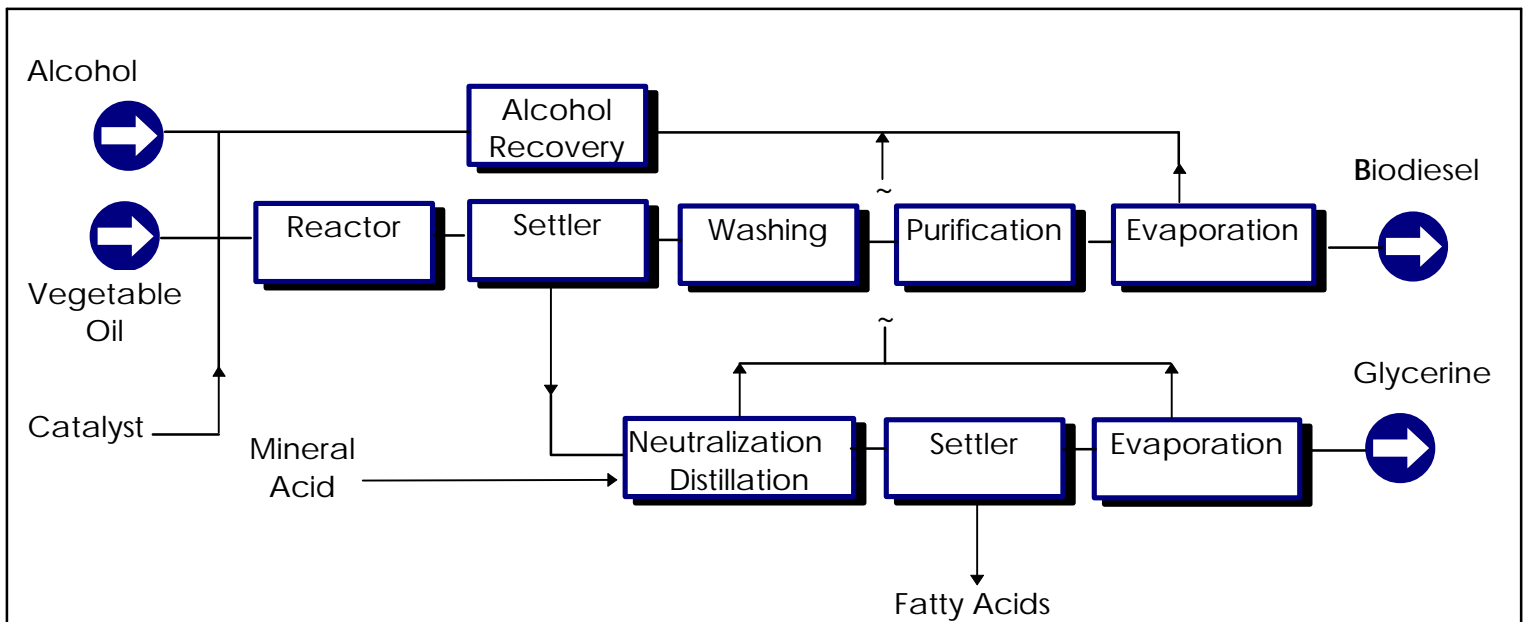 Alcohol
Alcohol
Recovery
Biodiesel
Reactor
Settler
Washing
~
Purification
Evaporation
Vegetable
Oil
~
Glycerine
Catalyst
Mineral
Acid
Neutralization
Distillation
Settler
Evaporation
Fatty Acids